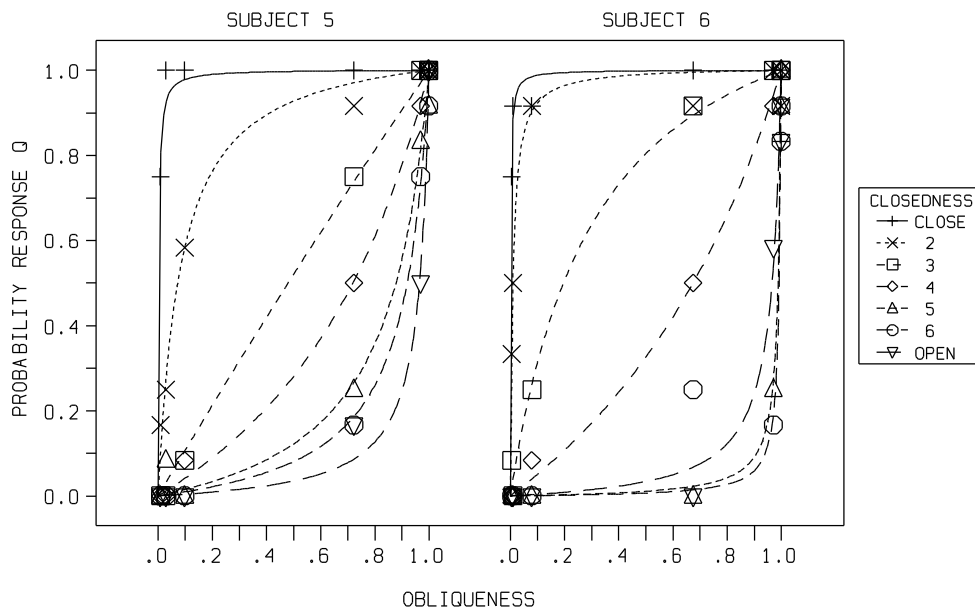 SUBJECT 5 SUBJECT 6
1.0
0.8
0.6
0.4
0.2
0.0
PROBABILITY RESPONSE Q
.0 .2 .4 .6 .8 1.0 .0 .2 .4 .6 .8 1.0
OBLIQUENESS
CLOSEDNESS
CLOSE
2
3
4
5
6
OPEN